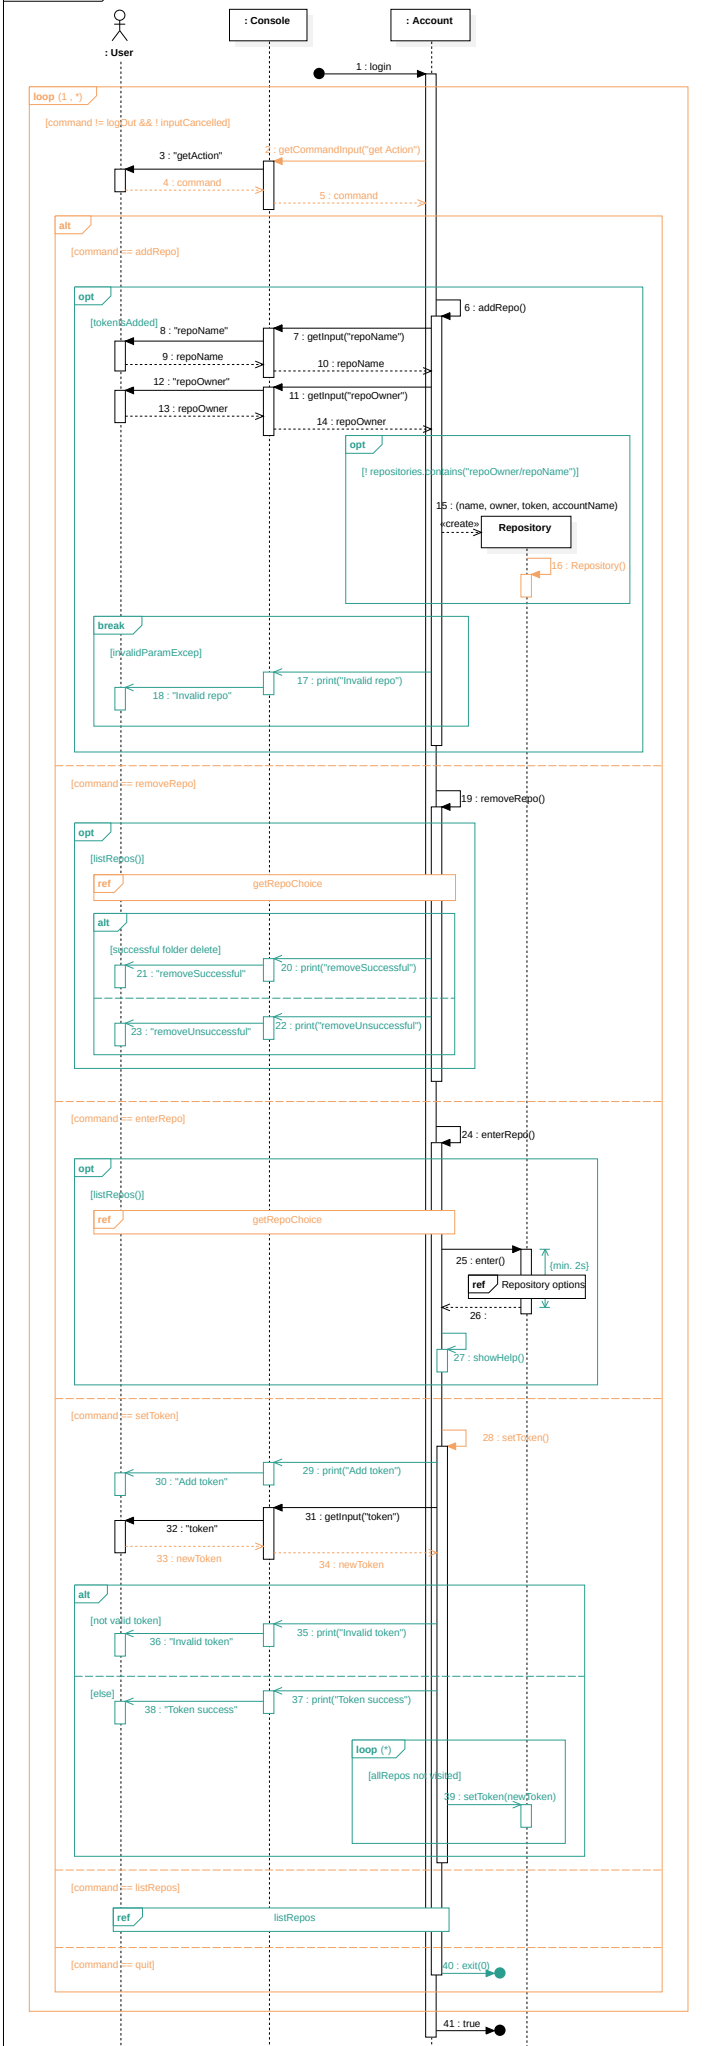 : Console
: Account
: User
1 : login
loop (1 , *)
[command != logOut && ! inputCancelled]
2 : getCommandInput("get Action")
3 : "getAction"
4 : command
5 : command
alt
[command == addRepo]
opt
6 : addRepo()
[tokenIsAdded]
8 : "repoName"
7 : getInput("repoName")
9 : repoName
10 : repoName
12 : "repoOwner"
11 : getInput("repoOwner")
13 : repoOwner
14 : repoOwner
opt
[! repositories.contains("repoOwner/repoName")]
15 : (name, owner, token, accountName)
«create»
Repository
16 : Repository()
break
[invalidParamExcep]
17 : print("Invalid repo")
18 : "Invalid repo"
[command == removeRepo]
19 : removeRepo()
opt
[listRepos()]
ref
getRepoChoice
alt
[successful folder delete]
20 : print("removeSuccessful")
21 : "removeSuccessful"
22 : print("removeUnsuccessful")
23 : "removeUnsuccessful"
[command == enterRepo]
24 : enterRepo()
opt
[listRepos()]
ref
getRepoChoice
25 : enter()
{min. 2s}
ref
Repository options
26 :
27 : showHelp()
[command == setToken]
28 : setToken()
29 : print("Add token")
30 : "Add token"
31 : getInput("token")
32 : "token"
33 : newToken
34 : newToken
alt
[not valid token]
35 : print("Invalid token")
36 : "Invalid token"
[else]
37 : print("Token success")
38 : "Token success"
loop (*)
[allRepos not visited]
39 : setToken(newToken)
[command == listRepos]
ref
listRepos
[command == quit]
40 : exit(0)
41 : true